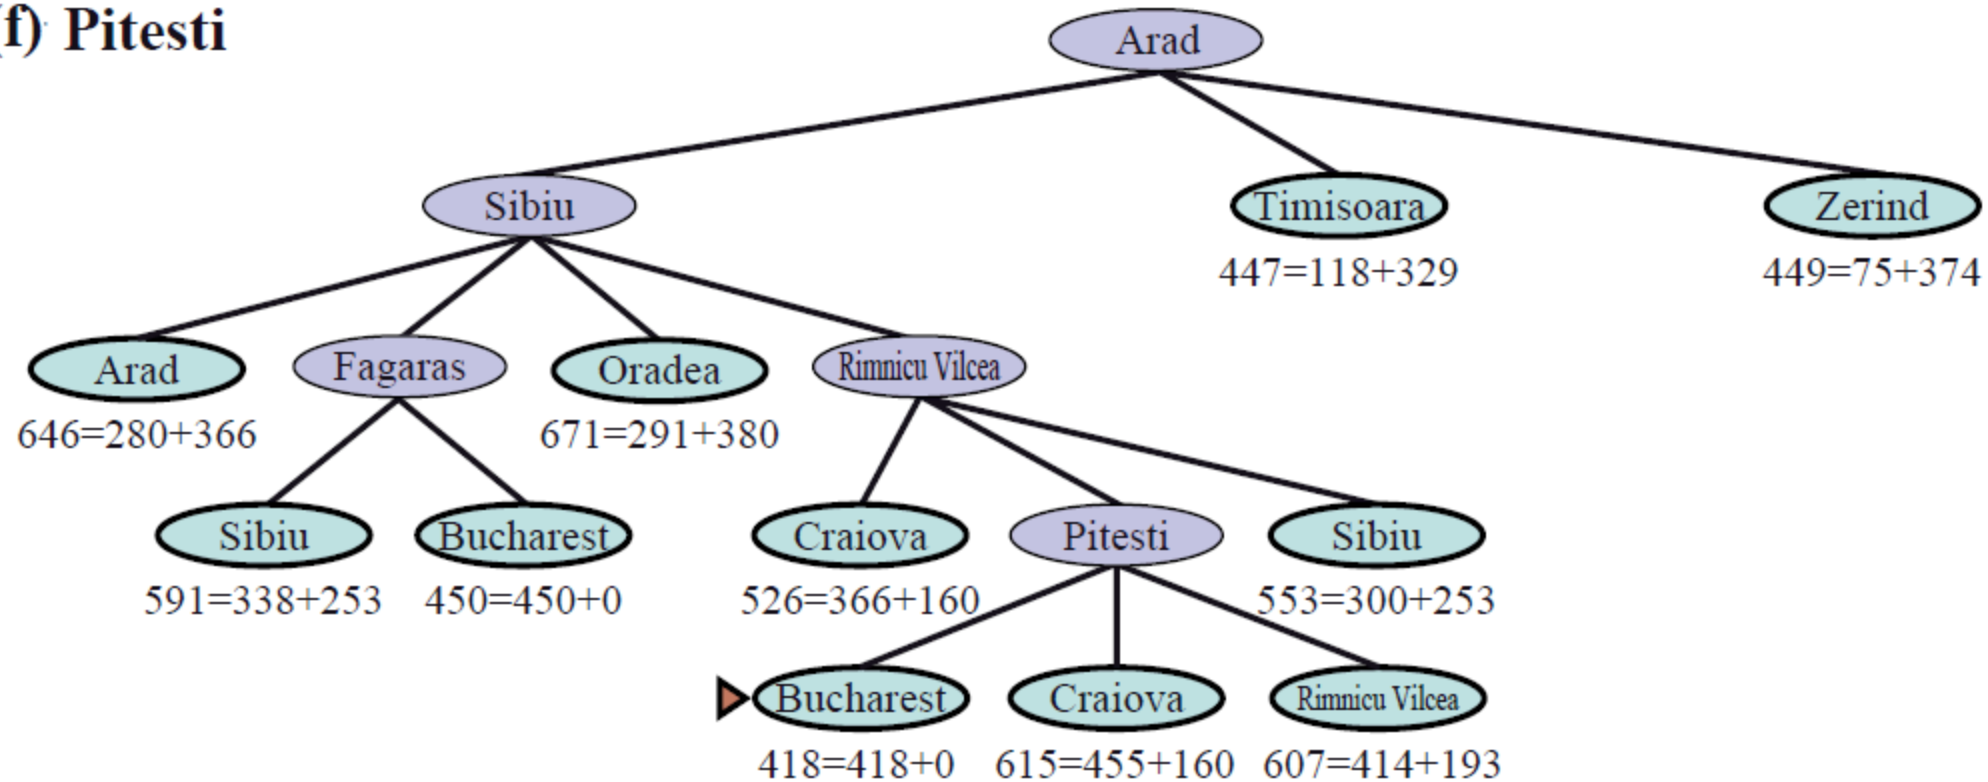 (f) Pitesti
Arad
Sibiu
Timisoara
Zerind
447=118+329
449=75+374
Arad
Fagaras
Oradea
Rimnicu Vilcea
646=280+366
671=291+380
Sibiu
Bucharest
Craiova
Pitesti
Sibiu
591=338+253
450=450+0
526=366+160
553=300+253
Bucharest
Craiova
Rimnicu Vilcea
418=418+0
615=455+160
607=414+193